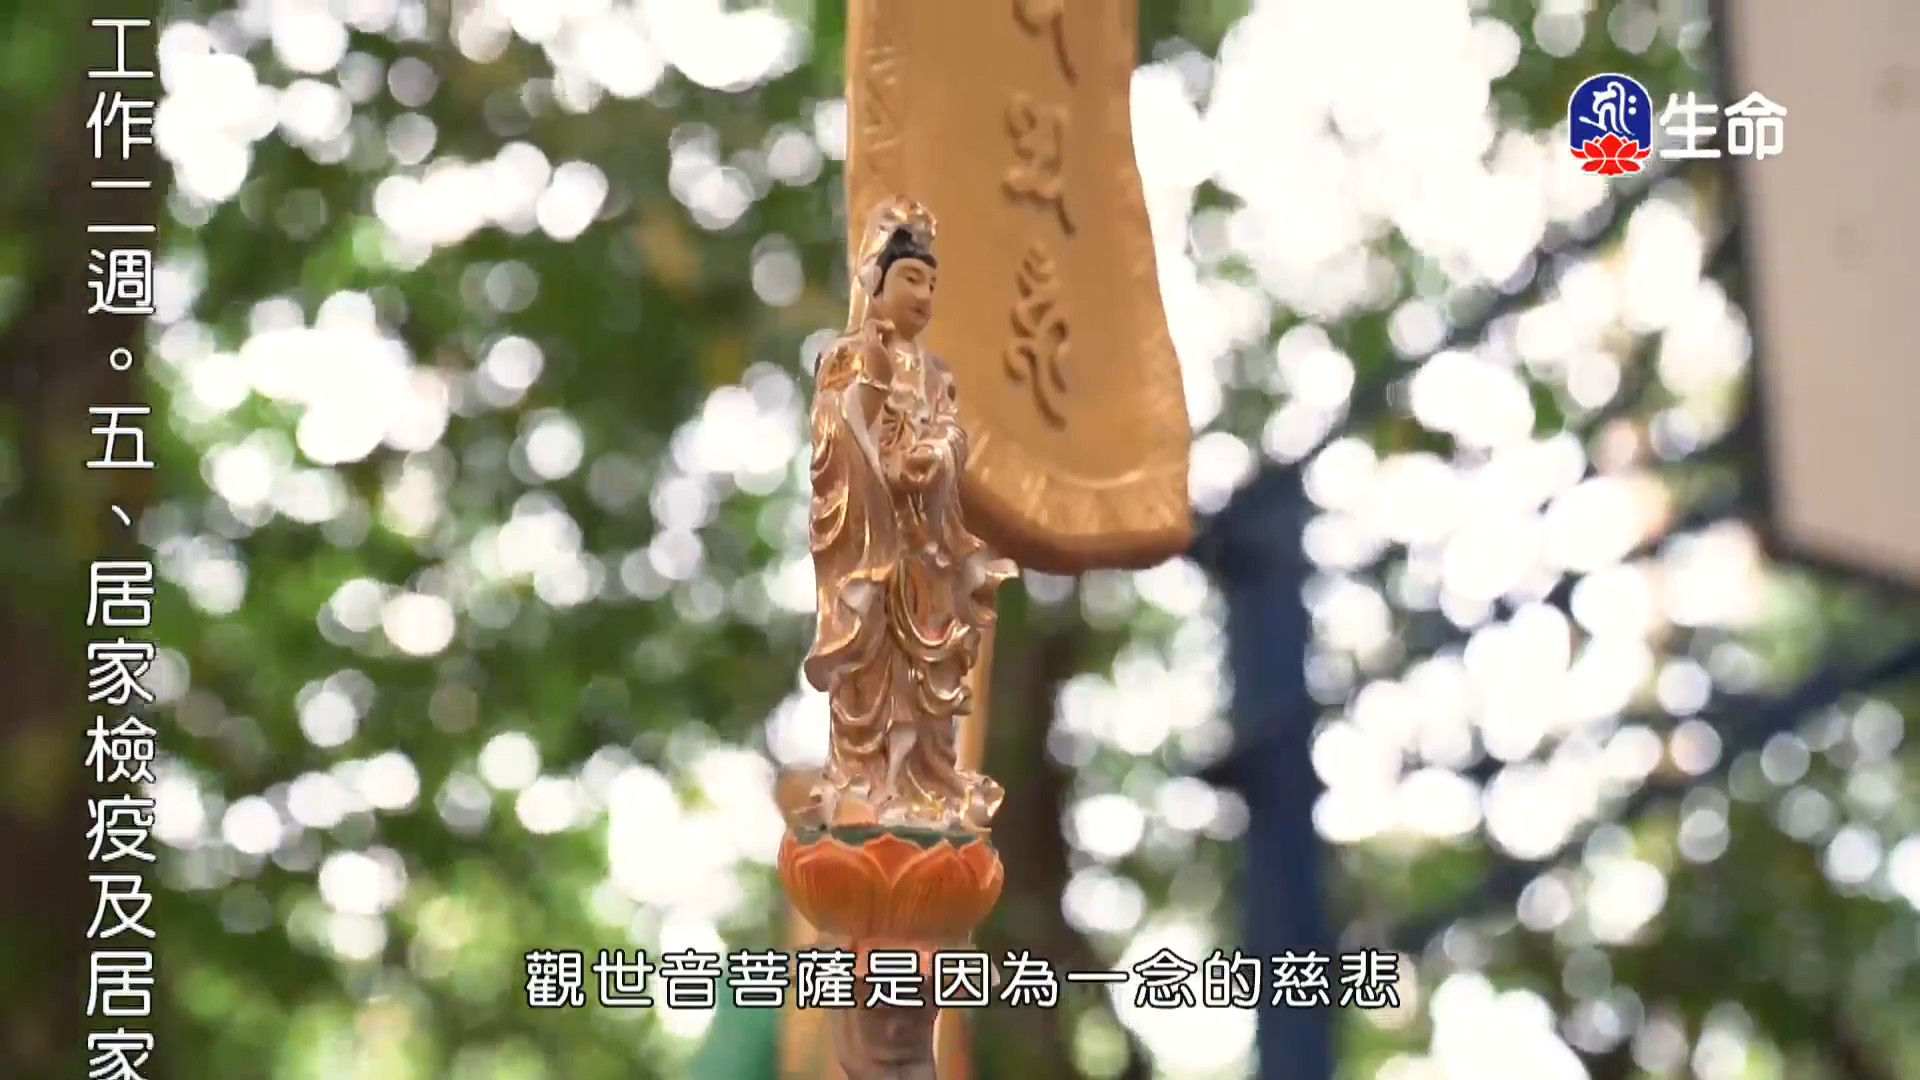 工作二週。五、居家檢疫及居家
生命
觀世音菩薩是因為一念的慈悲